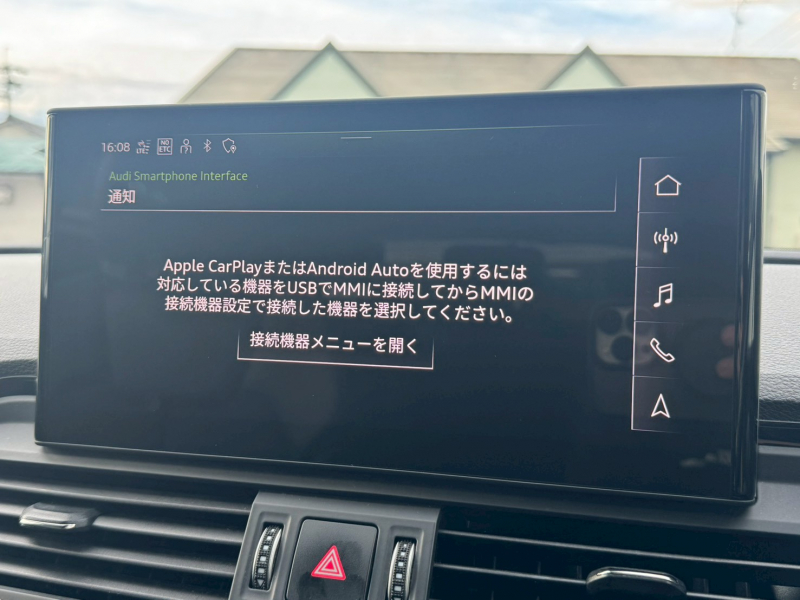 16:08 NO ETC
Audi Smartphone Interface
通知
Apple CarPlayまたはAndroid Autoを使用するには
対応している機器をUSBでMMIに接続してからMMIの
接続機器設定で接続した機器を選択してください。
接続機器メニューを開く